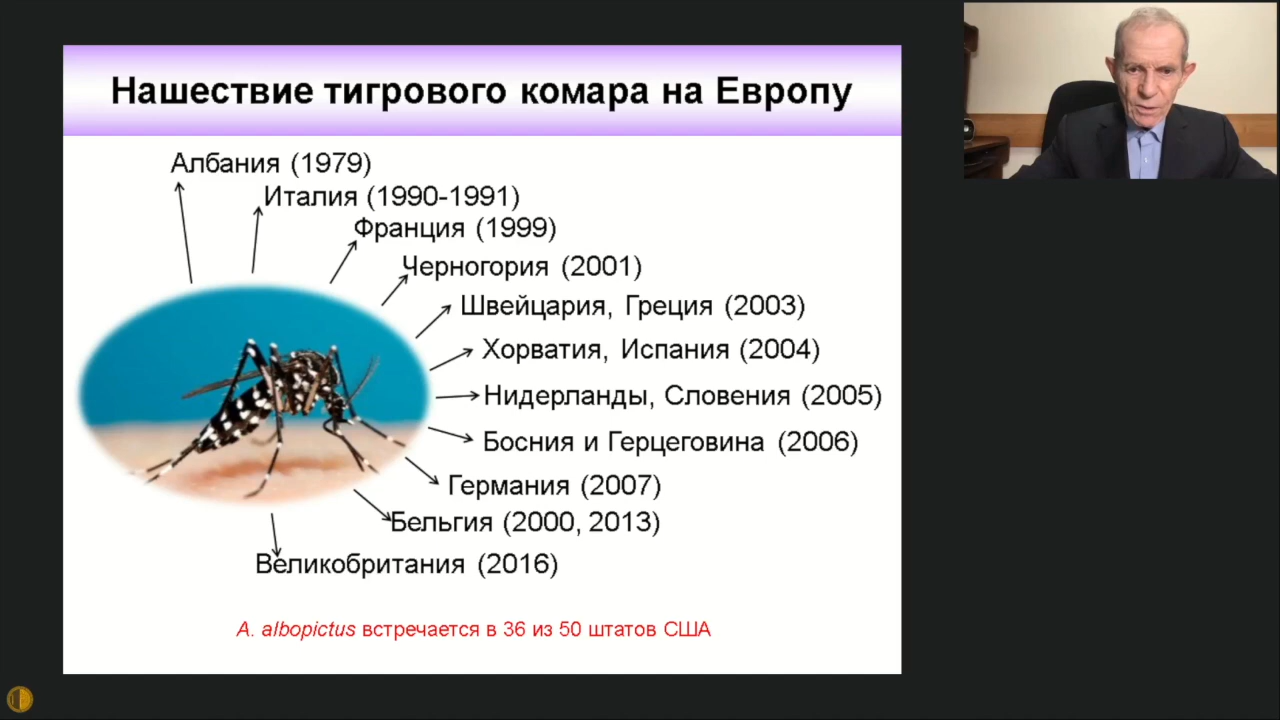 Нашествие тигрового комара на Европу
Албания (1979)
Италия (1990-1991)
Франция (1999)
Черногория (2001)
Швейцария, Греция (2003)
Хорватия, Испания (2004)
Нидерланды, Словения (2005)
Босния и Герцеговина (2006)
Германия (2007)
Бельгия (2000, 2013)
Великобритания (2016)
A. albopictus встречается в 36 из 50 штатов США